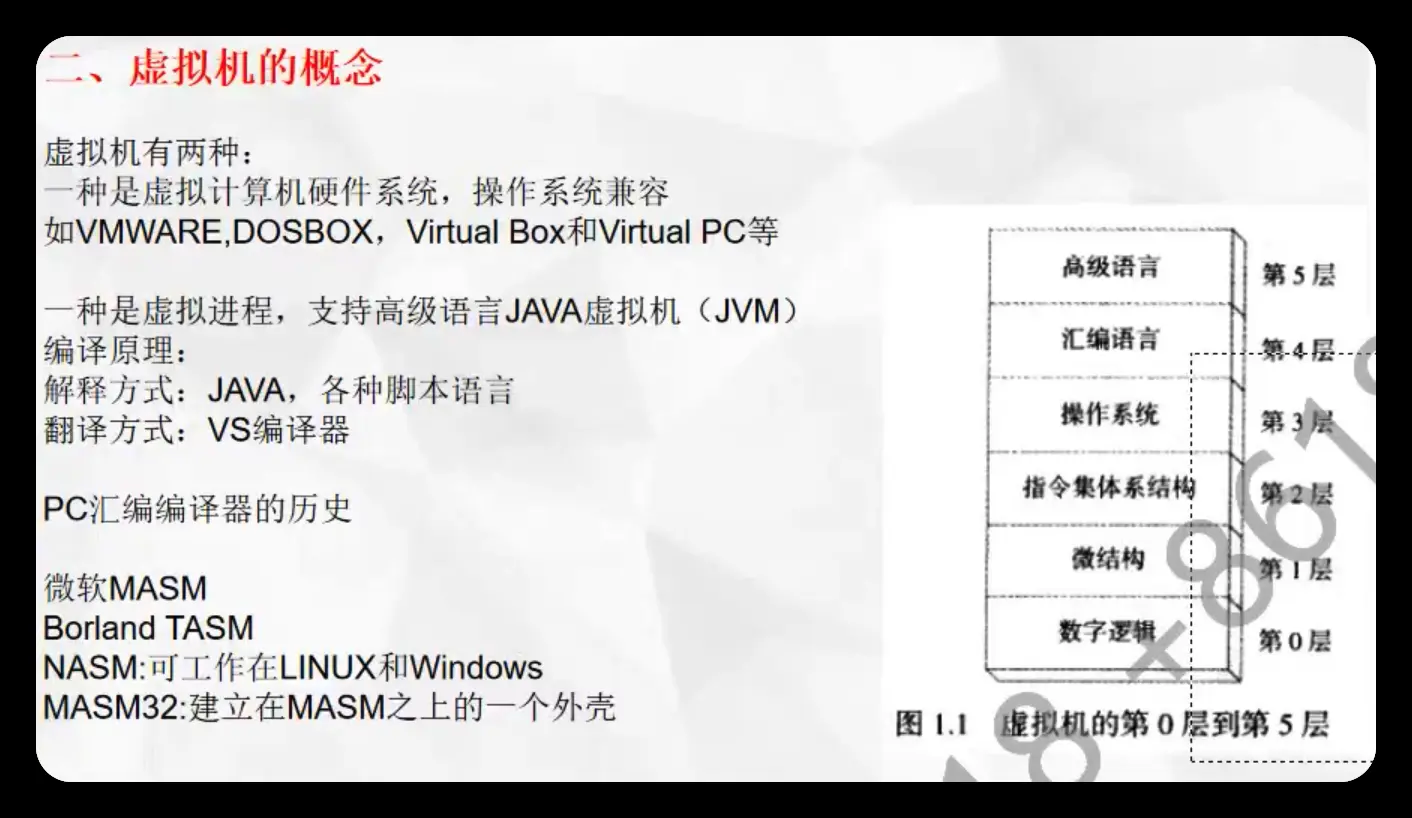 二、虚拟机的概念
虚拟机有两种：
一种是虚拟计算机硬件系统，操作系统兼容
如VMWARE,DOSBOX，Virtual Box和Virtual PC等
一种是虚拟进程，支持高级语言JAVA虚拟机（JVM）
编译原理：
解释方式：JAVA，各种脚本语言
翻译方式：VS编译器
PC汇编编译器的历史
微软MASM
Borland TASM
NASM:可工作在LINUX和Windows
MASM32:建立在MASM之上的一个外壳
高级语言 第 5 层
汇编语言 第 4 层
操作系统 第 3 层
指令集体系结构 第 2 层
微结构 第 1 层
数字逻辑 第 0 层
图 1.1 虚拟机的第 0 层到第 5 层